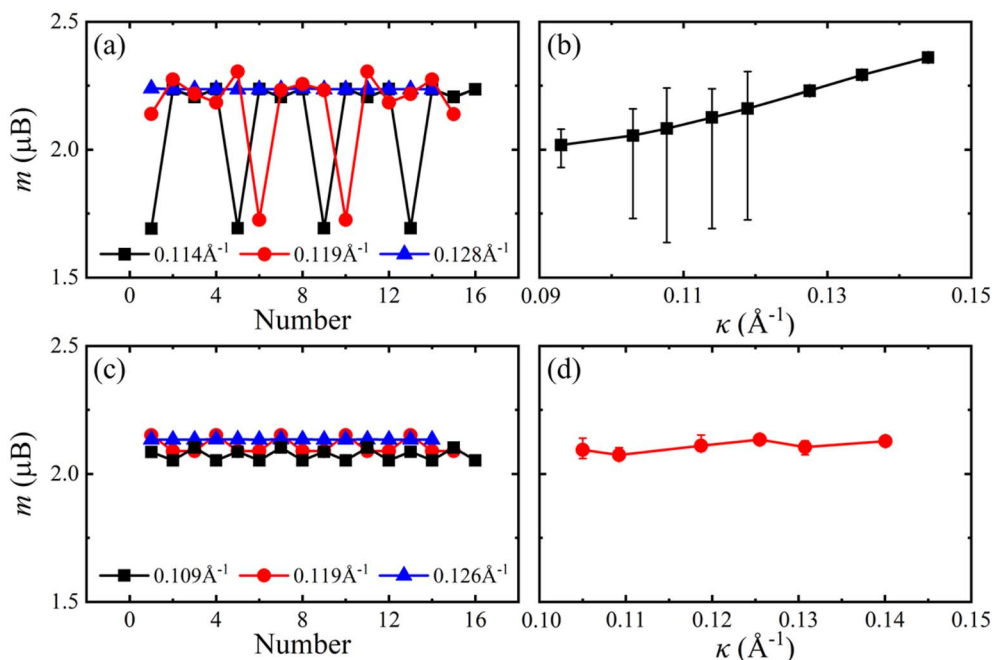 (a)
2.5
2.0
1.5
m (μB)
0.114Å⁻¹ 0.119Å⁻¹ 0.128Å⁻¹
0 4 8 12 16
Number
(b)
0.09 0.11 0.13 0.15
κ (Å⁻¹)
(c)
2.5
2.0
1.5
m (μB)
0.109Å⁻¹ 0.119Å⁻¹ 0.126Å⁻¹
0 4 8 12 16
Number
(d)
0.10 0.11 0.12 0.13 0.14 0.15
κ (Å⁻¹)